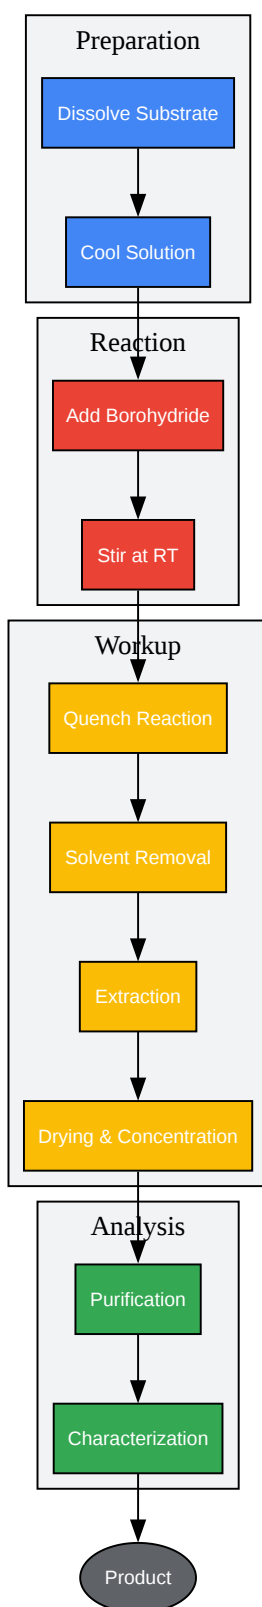 Preparation
Dissolve Substrate
Cool Solution
Reaction
Add Borohydride
Stir at RT
Workup
Quench Reaction
Solvent Removal
Extraction
Drying & Concentration
Analysis
Purification
Characterization
Product